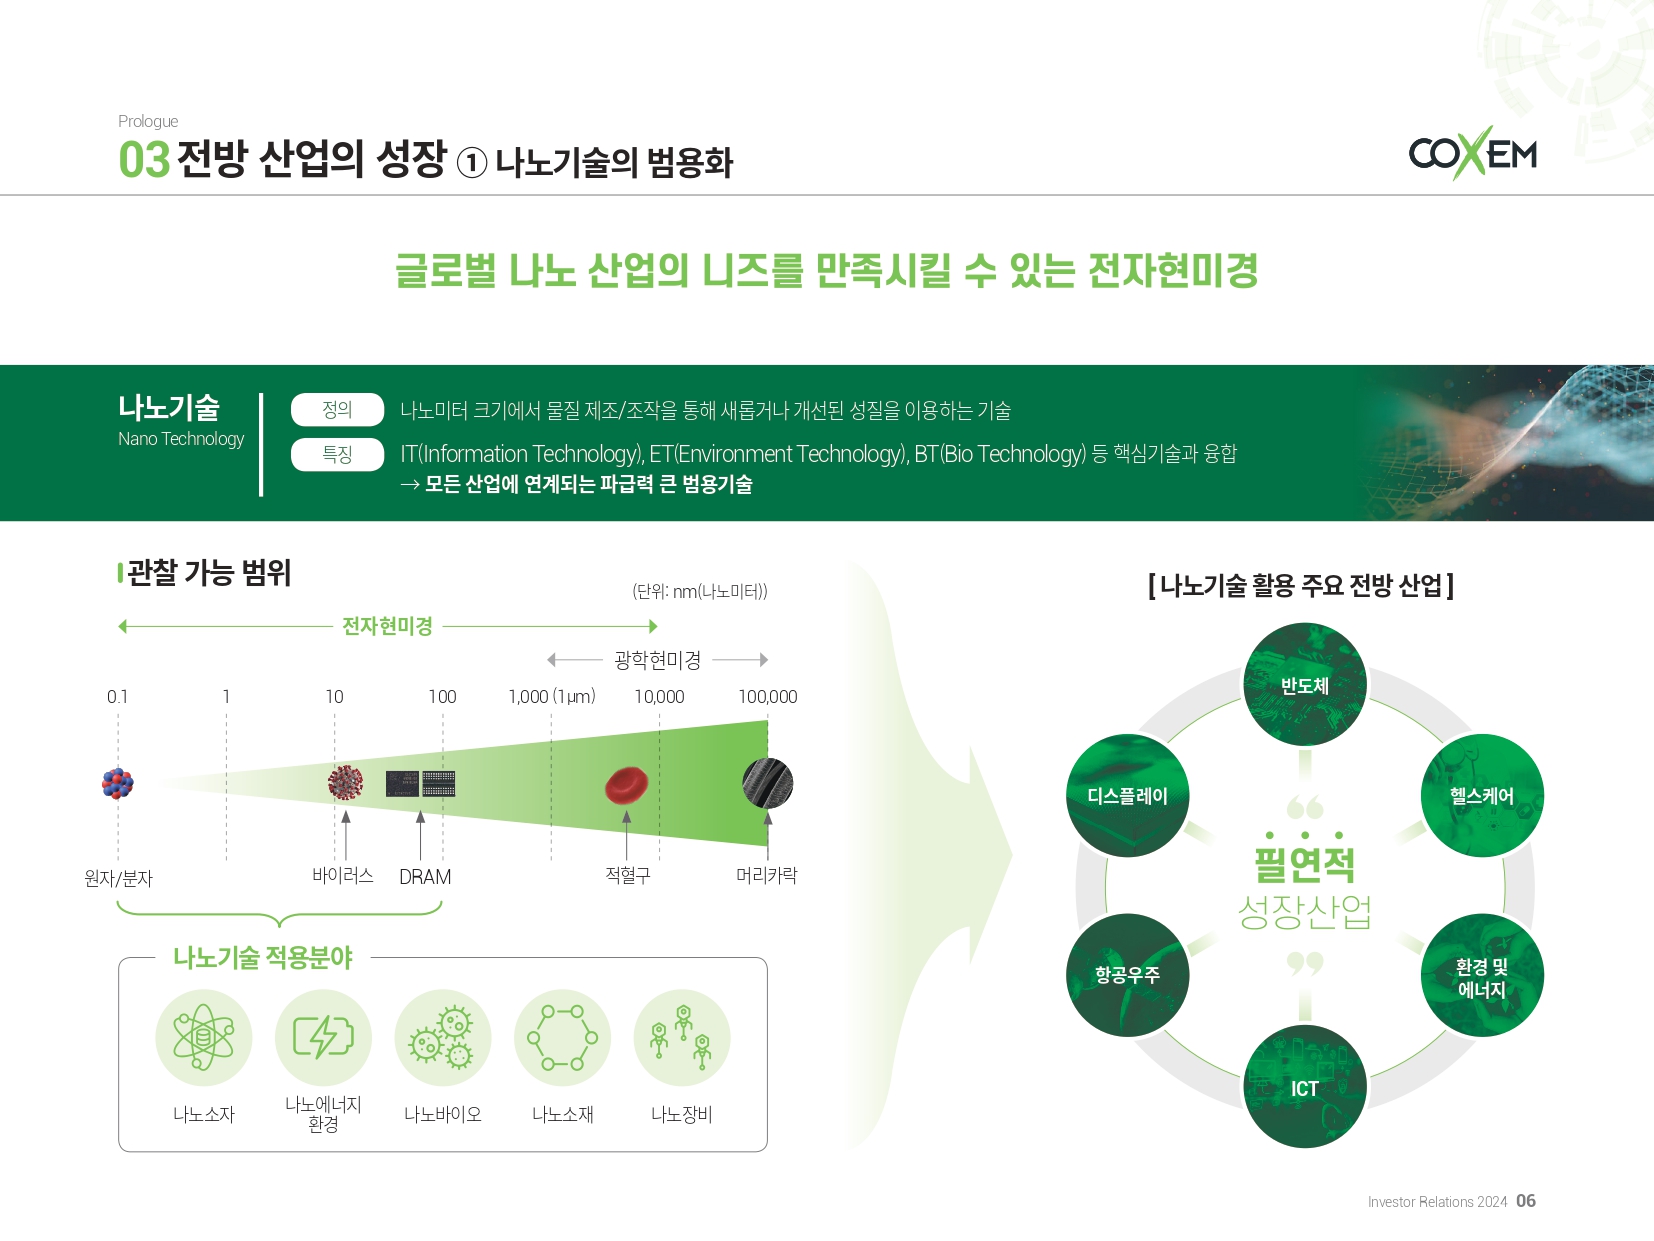 Prologue
03 전방 산업의 성장 ① 나노기술의 범용화
COXEM
글로벌 나노 산업의 니즈를 만족시킬 수 있는 전자현미경
나노기술
Nano Technology
정의
나노미터 크기에서 물질 제조/조작을 통해 새롭거나 개선된 성질을 이용하는 기술
특징
IT(Information Technology), ET(Environment Technology), BT(Bio Technology) 등 핵심기술과 융합
→ 모든 산업에 연계되는 파급력 큰 범용기술
관찰 가능 범위
(단위: nm(나노미터))
전자현미경
광학현미경
0.1 1 10 100 1,000 (1μm) 10,000 100,000
원자/분자 바이러스 DRAM 적혈구 머리카락
나노기술 적용분야
나노소자
나노에너지
환경
나노바이오
나노소재
나노장비
[ 나노기술 활용 주요 전방 산업 ]
반도체
디스플레이
헬스케어
“
필연적
성장산업
”
항공우주
환경 및
에너지
ICT
Investor Relations 2024 06